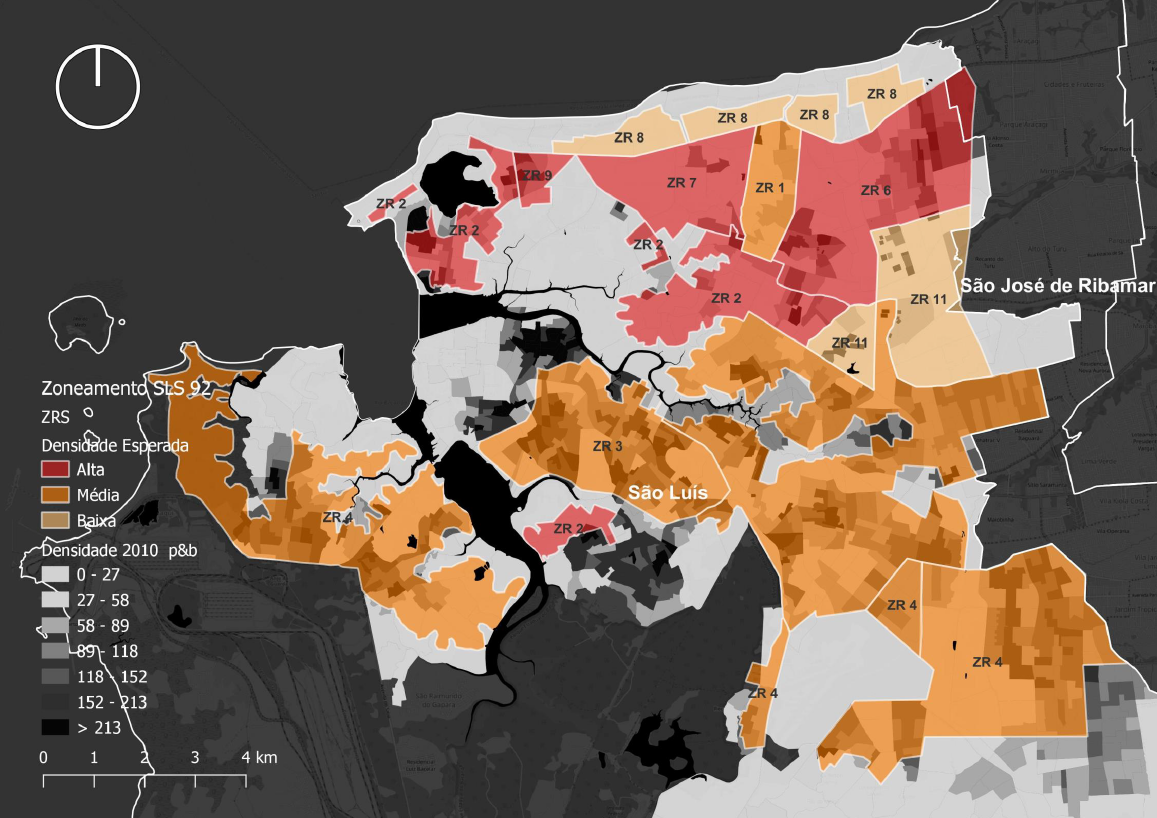 ZR 8
ZR 8
ZR 8
ZR 8
ZR 9
ZR 7
ZR 1
ZR 6
ZR 2
ZR 2
ZR 2
ZR 2
ZR 11
São José de Ribamar
ZR 11
ZR 3
São Luís
ZR 4
ZR 2
ZR 4
ZR 4
ZR 4
Zoneamento SLS 92
ZRS
Densidade Esperada
Alta
Média
Baixa
Densidade 2010 p&b
0 - 27
27 - 58
58 - 89
89 - 118
118 - 152
152 - 213
> 213
0 1 2 3 4 km